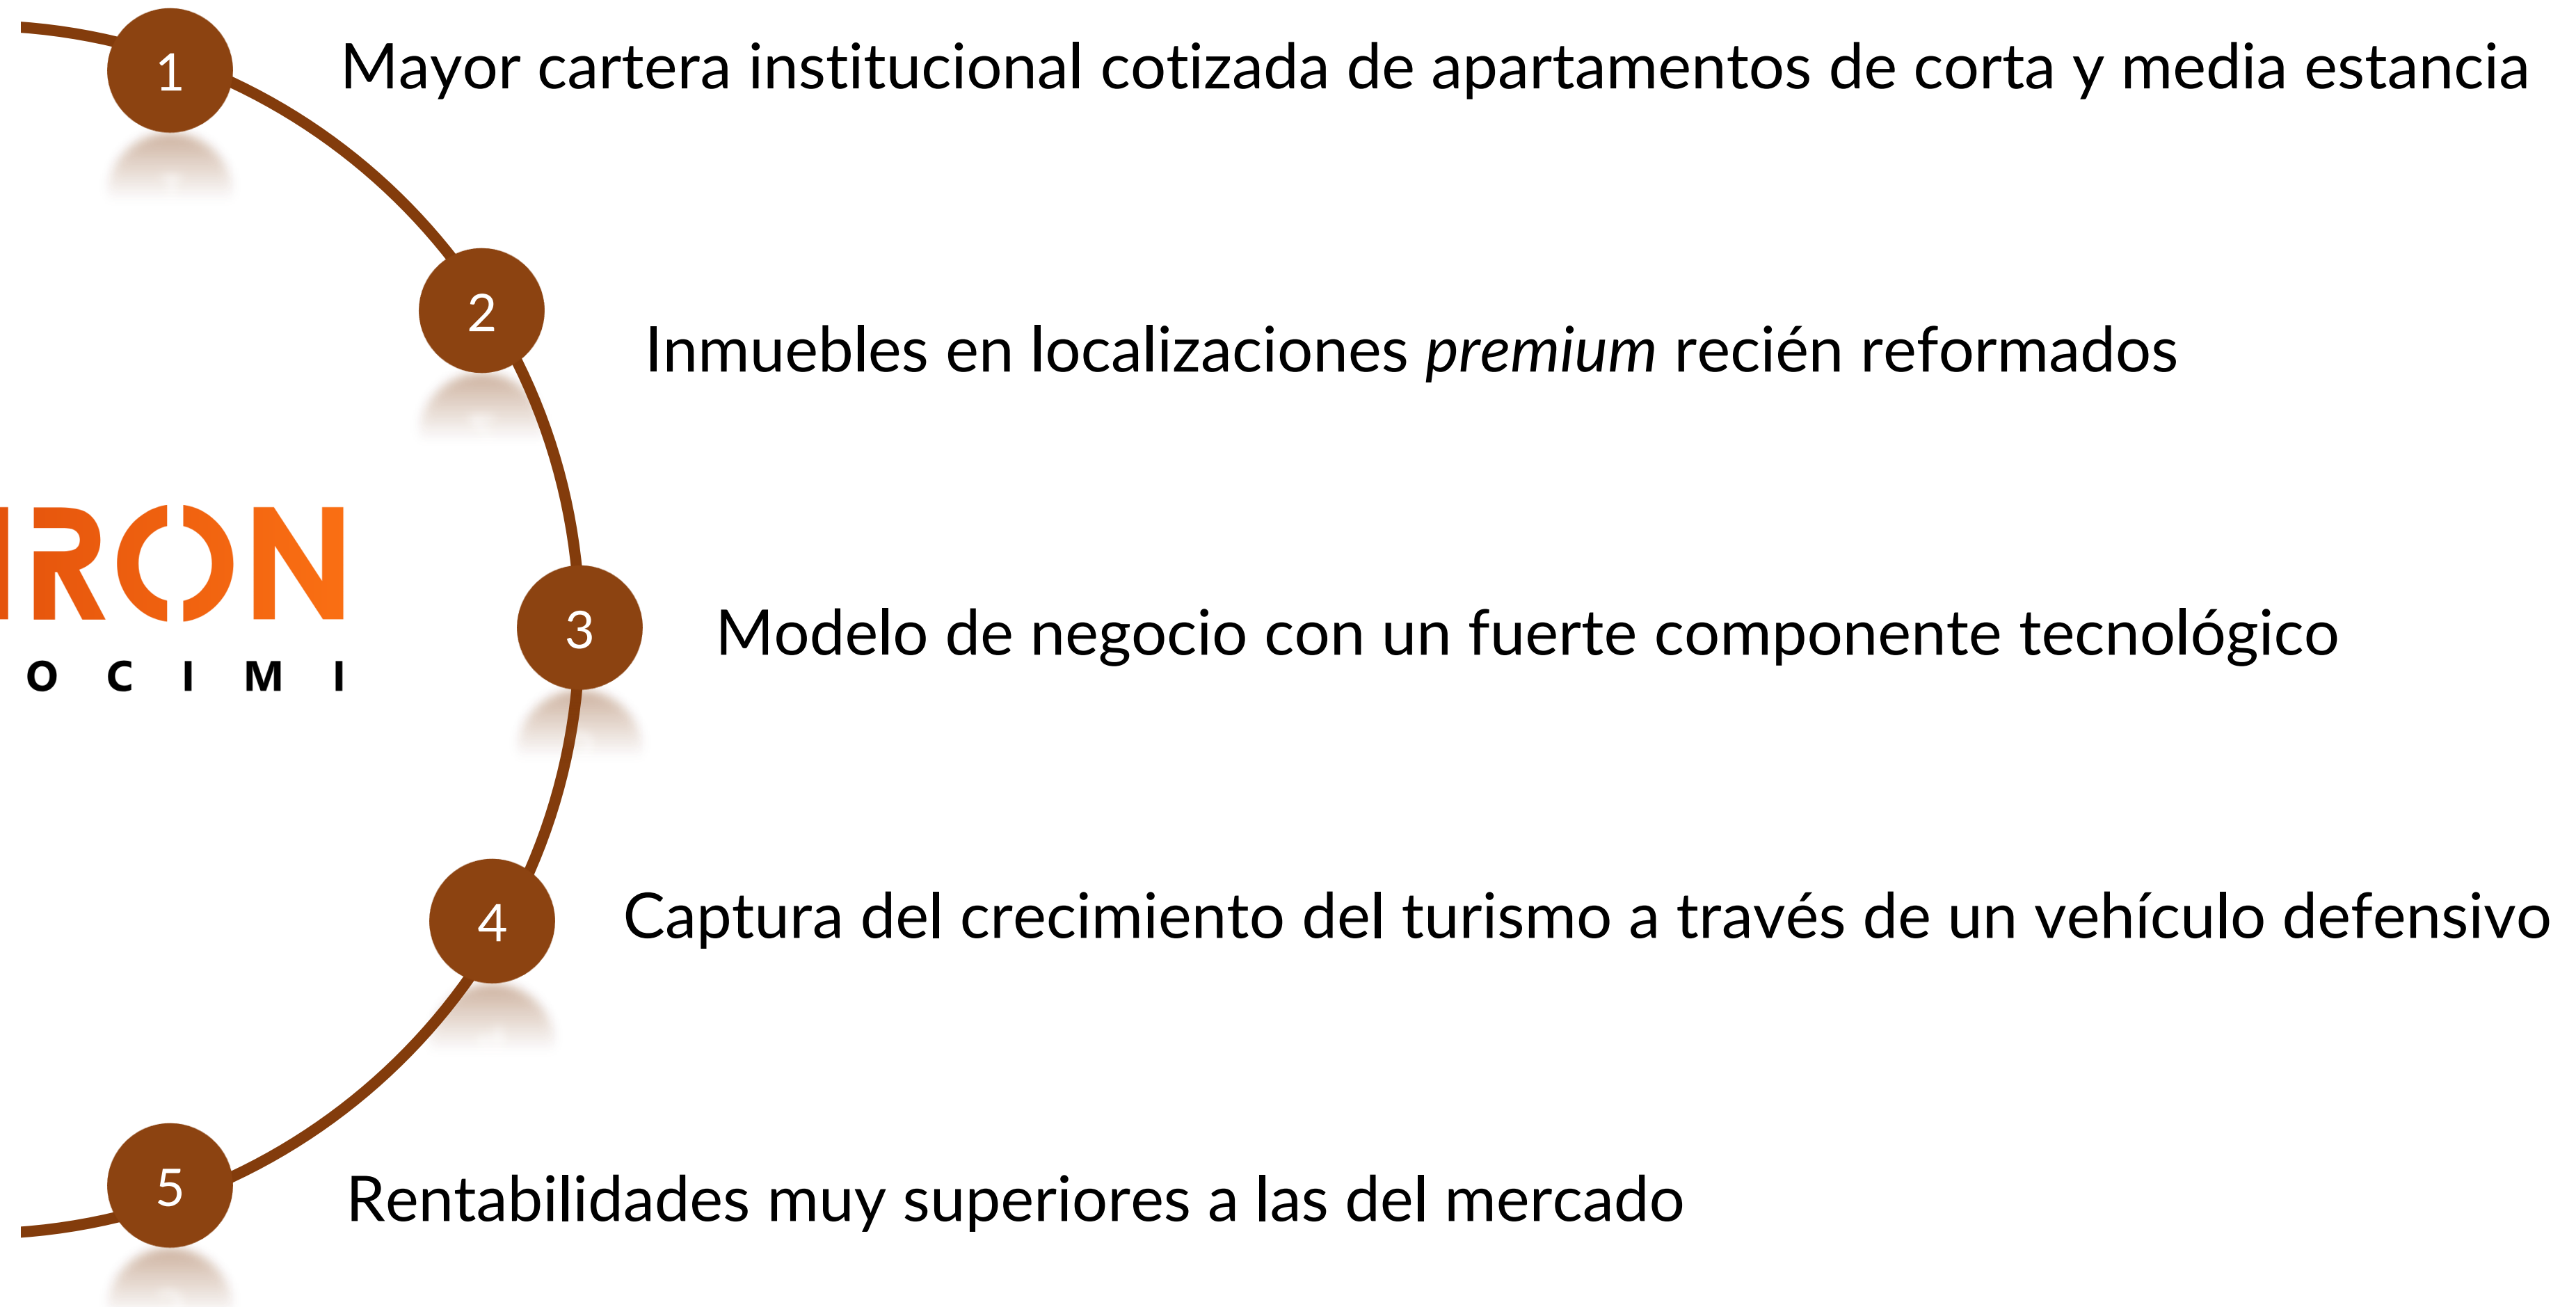 1 Mayor cartera institucional cotizada de apartamentos de corta y media estancia
2 Inmuebles en localizaciones premium recién reformados
IRON
O C I M I
3 Modelo de negocio con un fuerte componente tecnológico
4 Captura del crecimiento del turismo a través de un vehículo defensivo
5 Rentabilidades muy superiores a las del mercado